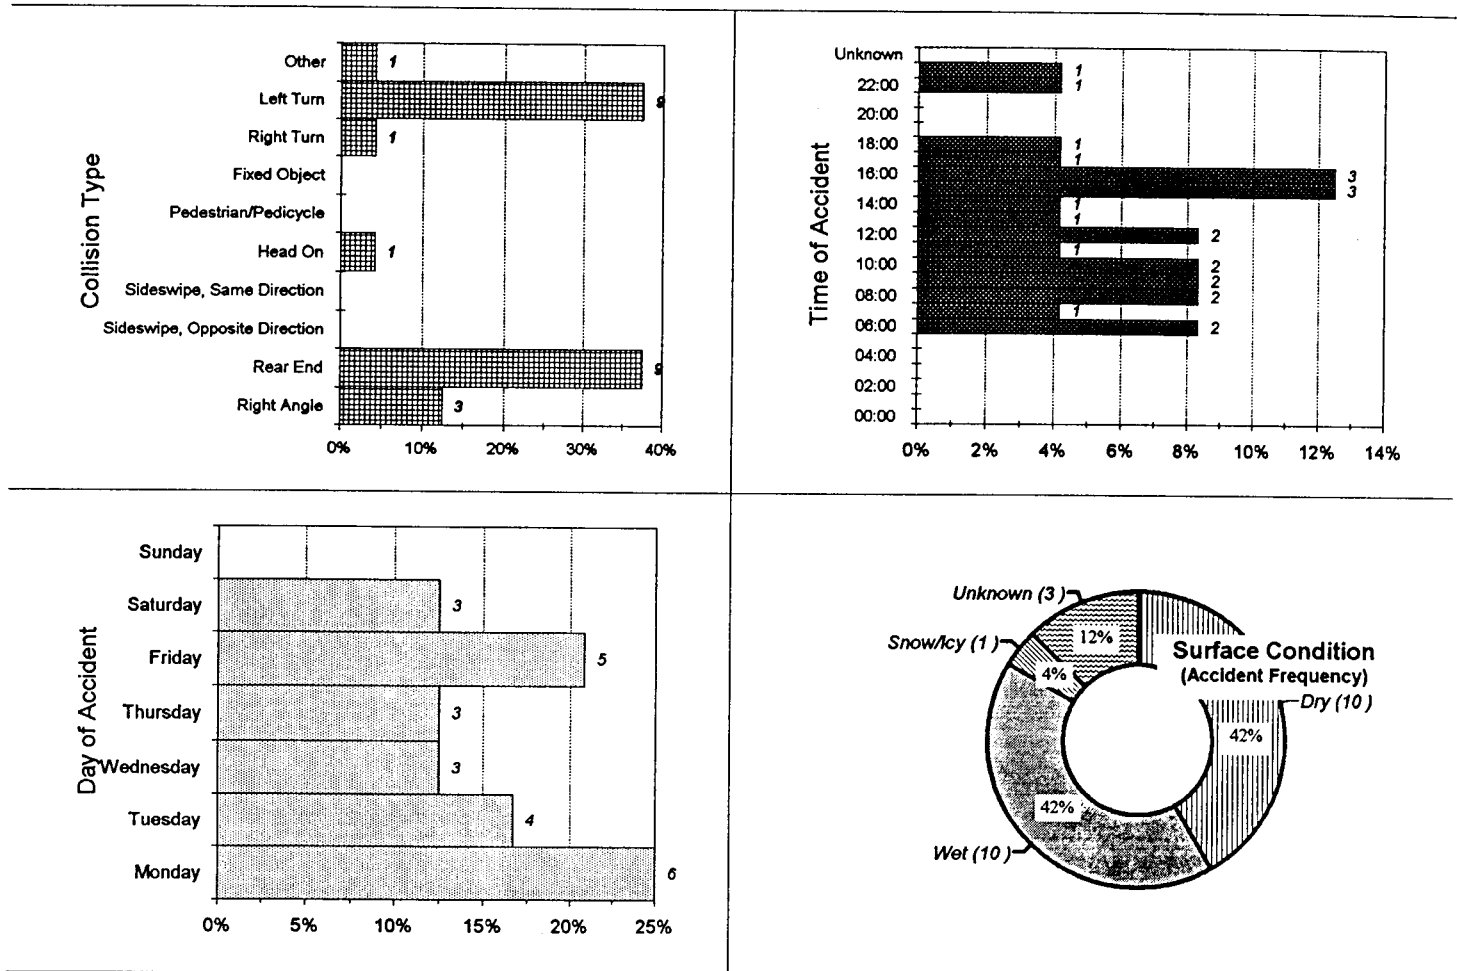 Collision Type
Other 1
Left Turn 9
Right Turn 1
Fixed Object
Pedestrian/Pedicycle
Head On 1
Sideswipe, Same Direction
Sideswipe, Opposite Direction
Rear End 9
Right Angle 3
0% 10% 20% 30% 40%
Time of Accident
Unknown
1
22:00 1
20:00
18:00 1
1
16:00 3
3
14:00 1
1
12:00 2
1
10:00 2
2
08:00 2
1
06:00 2
04:00
02:00
00:00
0% 2% 4% 6% 8% 10% 12% 14%
Day of Accident
Sunday
Saturday 3
Friday 5
Thursday 3
Wednesday 3
Tuesday 4
Monday 6
0% 5% 10% 15% 20% 25%
Surface Condition
(Accident Frequency)
Unknown (3 )
12%
Snow/Icy (1 )
4%
Dry (10 )
42%
42%
Wet (10 )